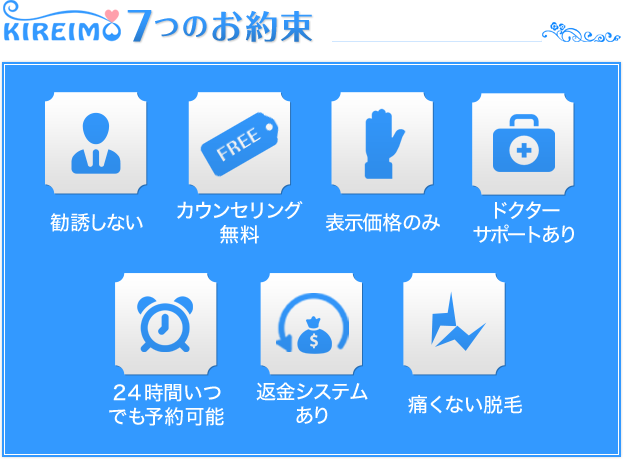 KIREIMO 7つのお約束
FREE
勧誘しない
カウンセリング
無料
表示価格のみ
ドクター
サポートあり
$
24時間いつ
でも予約可能
返金システム
あり
痛くない脱毛